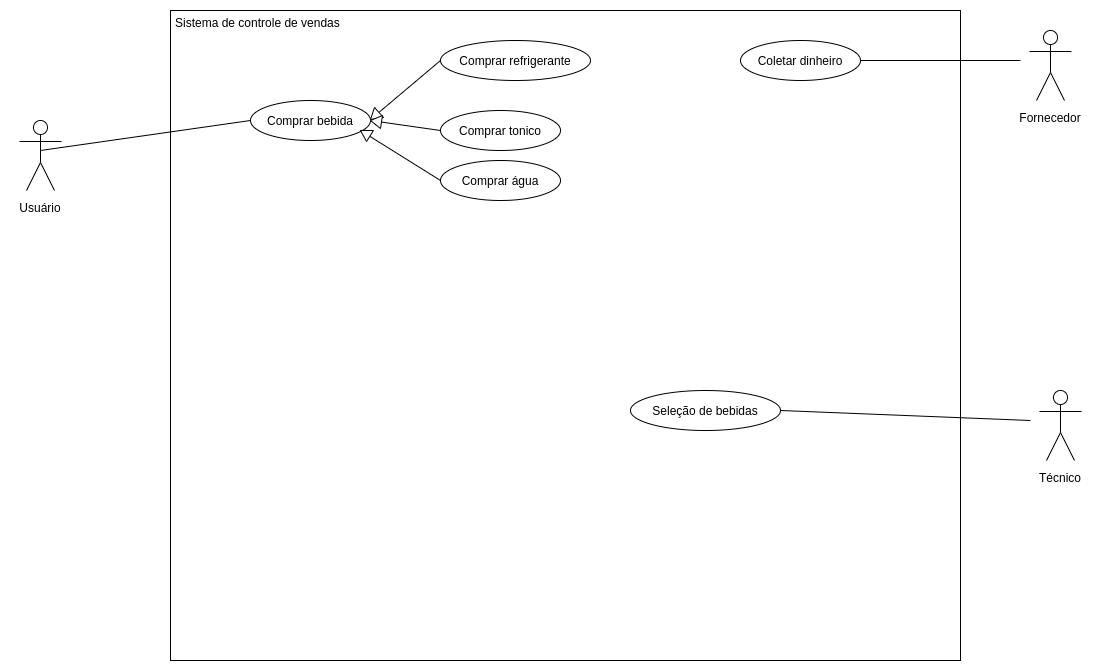 Sistema de controle de vendas
Comprar refrigerante
Coletar dinheiro
Comprar bebida
Fornecedor
Comprar tonico
Comprar água
Usuário
Seleção de bebidas
Técnico